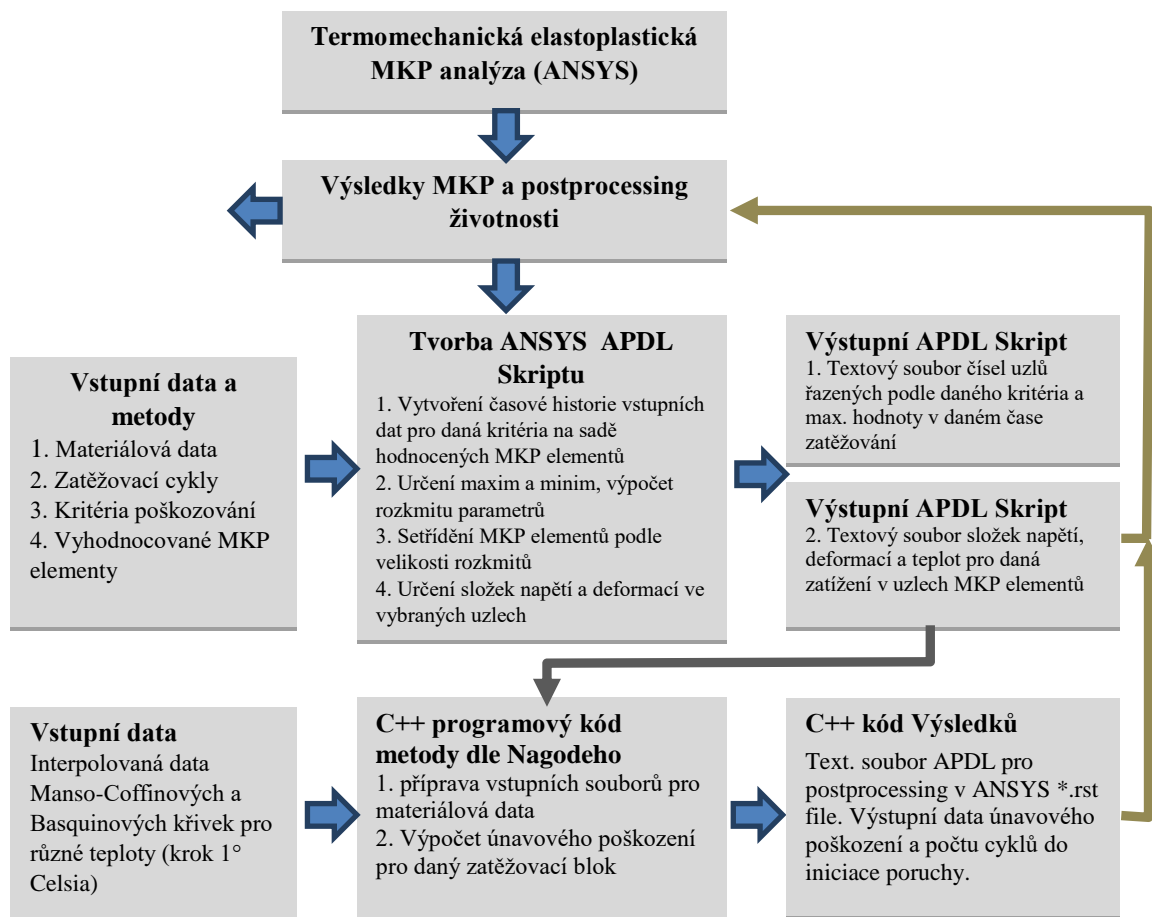 Termomechanická elastoplastická
MKP analýza (ANSYS)
Výsledky MKP a postprocessing
životnosti
Vstupní data a
metody
1. Materiálová data
2. Zatěžovací cykly
3. Kritéria poškozování
4. Vyhodnocované MKP
elementy
Tvorba ANSYS APDL
Skriptu
1. Vytvoření časové historie vstupních
dat pro daná kritéria na sadě
hodnocených MKP elementů
2. Určení maxim a minim, výpočet
rozkmitu parametrů
3. Setřídění MKP elementů podle
velikosti rozkmitů
4. Určení složek napětí a deformací ve
vybraných uzlech
Výstupní APDL Skript
1. Textový soubor čísel uzlů
řazených podle daného kritéria a
max. hodnoty v daném čase
zatěžování
Výstupní APDL Skript
2. Textový soubor složek napětí,
deformací a teplot pro daná
zatížení v uzlech MKP elementů
Vstupní data
Interpolovaná data
Manso-Coffinových a
Basquinových křivek pro
různé teploty (krok 1°
Celsia)
C++ programový kód
metody dle Nagodeho
1. příprava vstupních souborů pro
materiálová data
2. Výpočet únavového poškození
pro daný zatěžovací blok
C++ kód Výsledků
Text. soubor APDL pro
postprocessing v ANSYS *.rst
file. Výstupní data únavového
poškození a počtu cyklů do
iniciace poruchy.